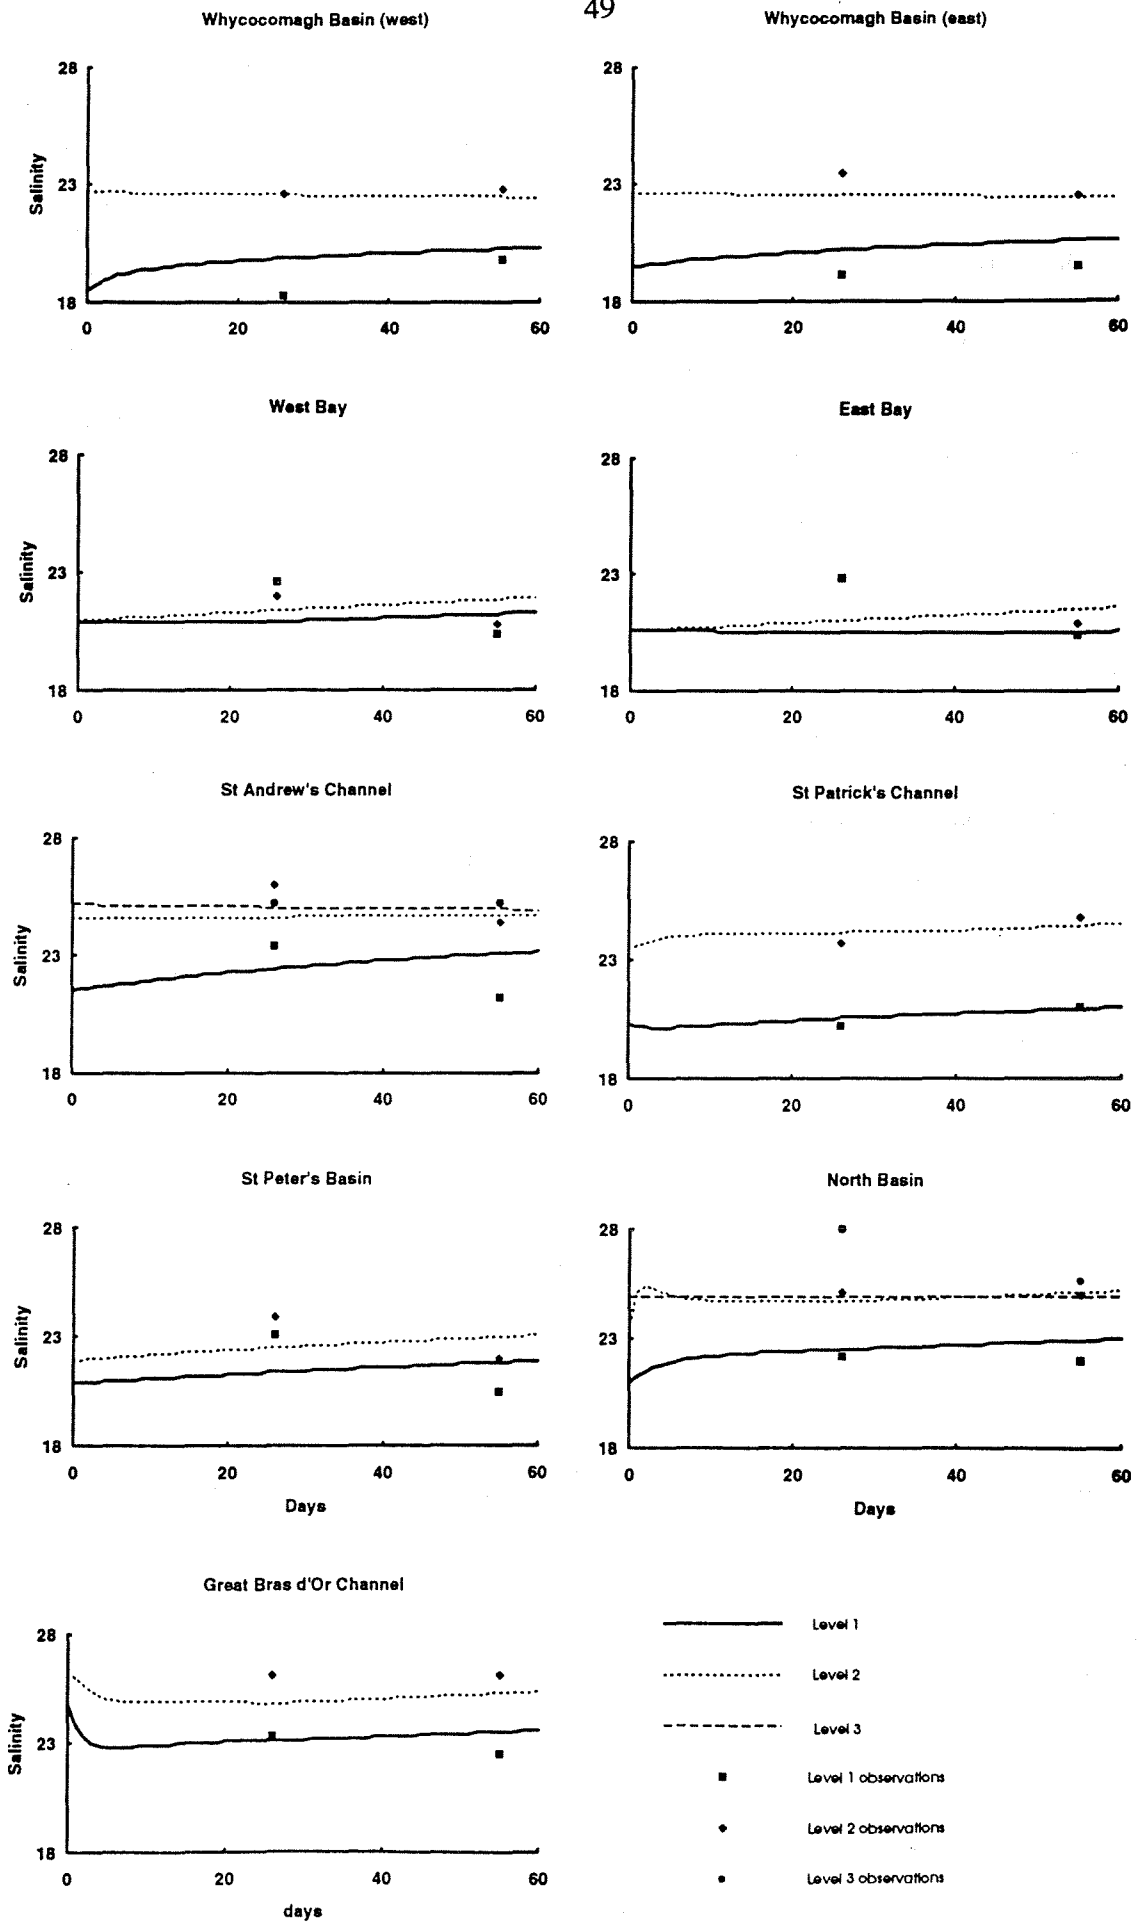 49
Whycocomagh Basin (west)
Whycocomagh Basin (east)
28
23
18
Salinity
0 20 40 60
28
23
18
0 20 40 60
West Bay
East Bay
28
23
18
Salinity
0 20 40 60
28
23
18
0 20 40 60
St Andrew's Channel
St Patrick's Channel
28
23
18
Salinity
0 20 40 60
28
23
18
0 20 40 60
St Peter's Basin
North Basin
28
23
18
Salinity
0 20 40 60
Days
28
23
18
0 20 40 60
Days
Great Bras d'Or Channel
28
23
18
Salinity
0 20 40 60
days
Level 1
Level 2
Level 3
Level 1 observations
Level 2 observations
Level 3 observations